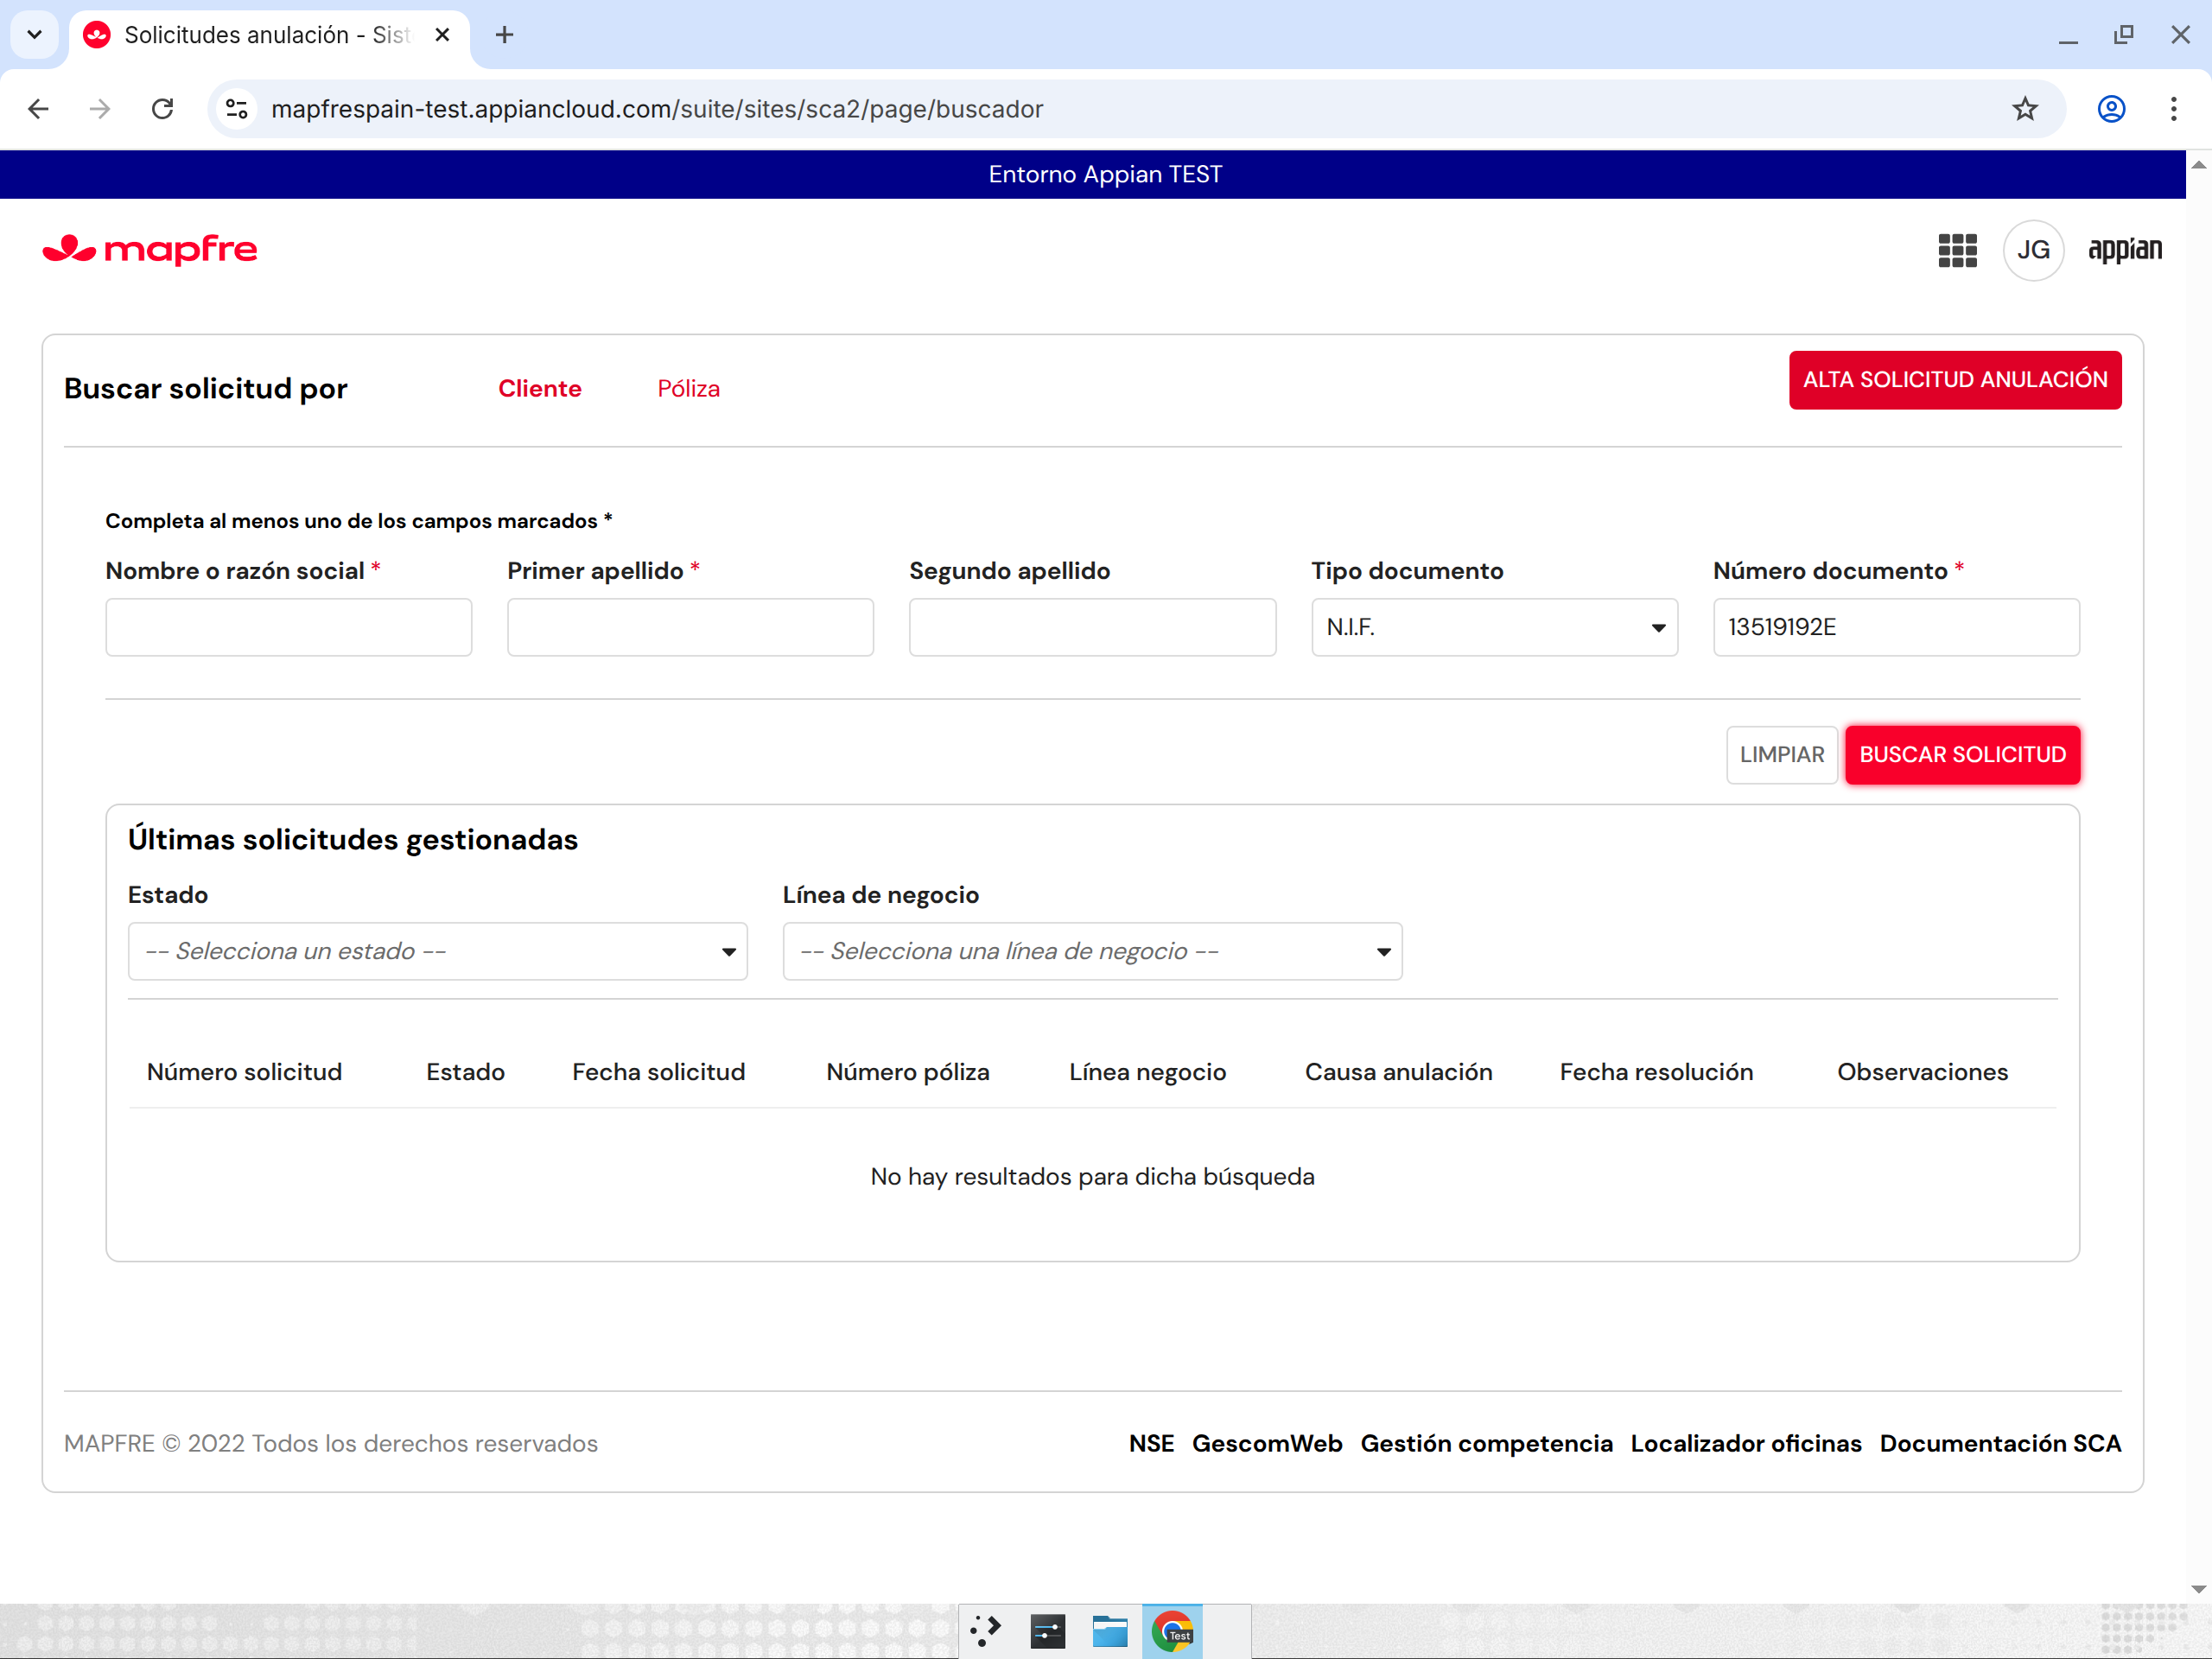 Solicitudes anulación - Sist
mapfrespain-test.appiancloud.com/suite/sites/sca2/page/buscador
Entorno Appian TEST
mapfre
JG
appian
Buscar solicitud por
Cliente
Póliza
ALTA SOLICITUD ANULACIÓN
Completa al menos uno de los campos marcados *
Nombre o razón social *
Primer apellido *
Segundo apellido
Tipo documento
Número documento *
N.I.F.
13519192E
LIMPIAR
BUSCAR SOLICITUD
Últimas solicitudes gestionadas
Estado
Línea de negocio
-- Selecciona un estado --
-- Selecciona una línea de negocio --
Número solicitud
Estado
Fecha solicitud
Número póliza
Línea negocio
Causa anulación
Fecha resolución
Observaciones
No hay resultados para dicha búsqueda
MAPFRE © 2022 Todos los derechos reservados
NSE
GescomWeb
Gestión competencia
Localizador oficinas
Documentación SCA
Test